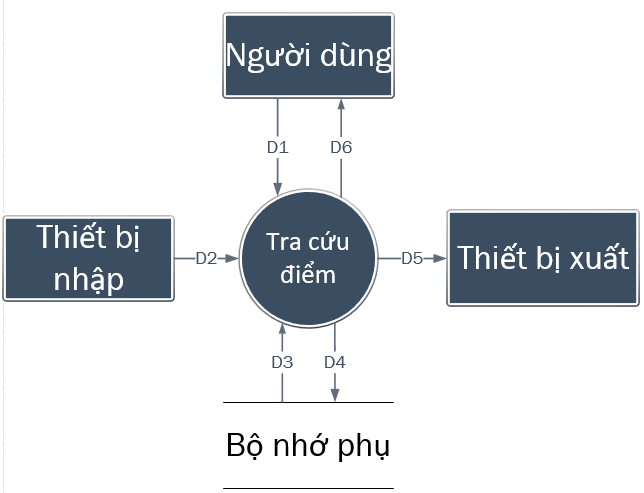 Người dùng
D1
D6
Thiết bị
nhập
D2
Tra cứu
điểm
D5
Thiết bị xuất
D3
D4
Bộ nhớ phụ